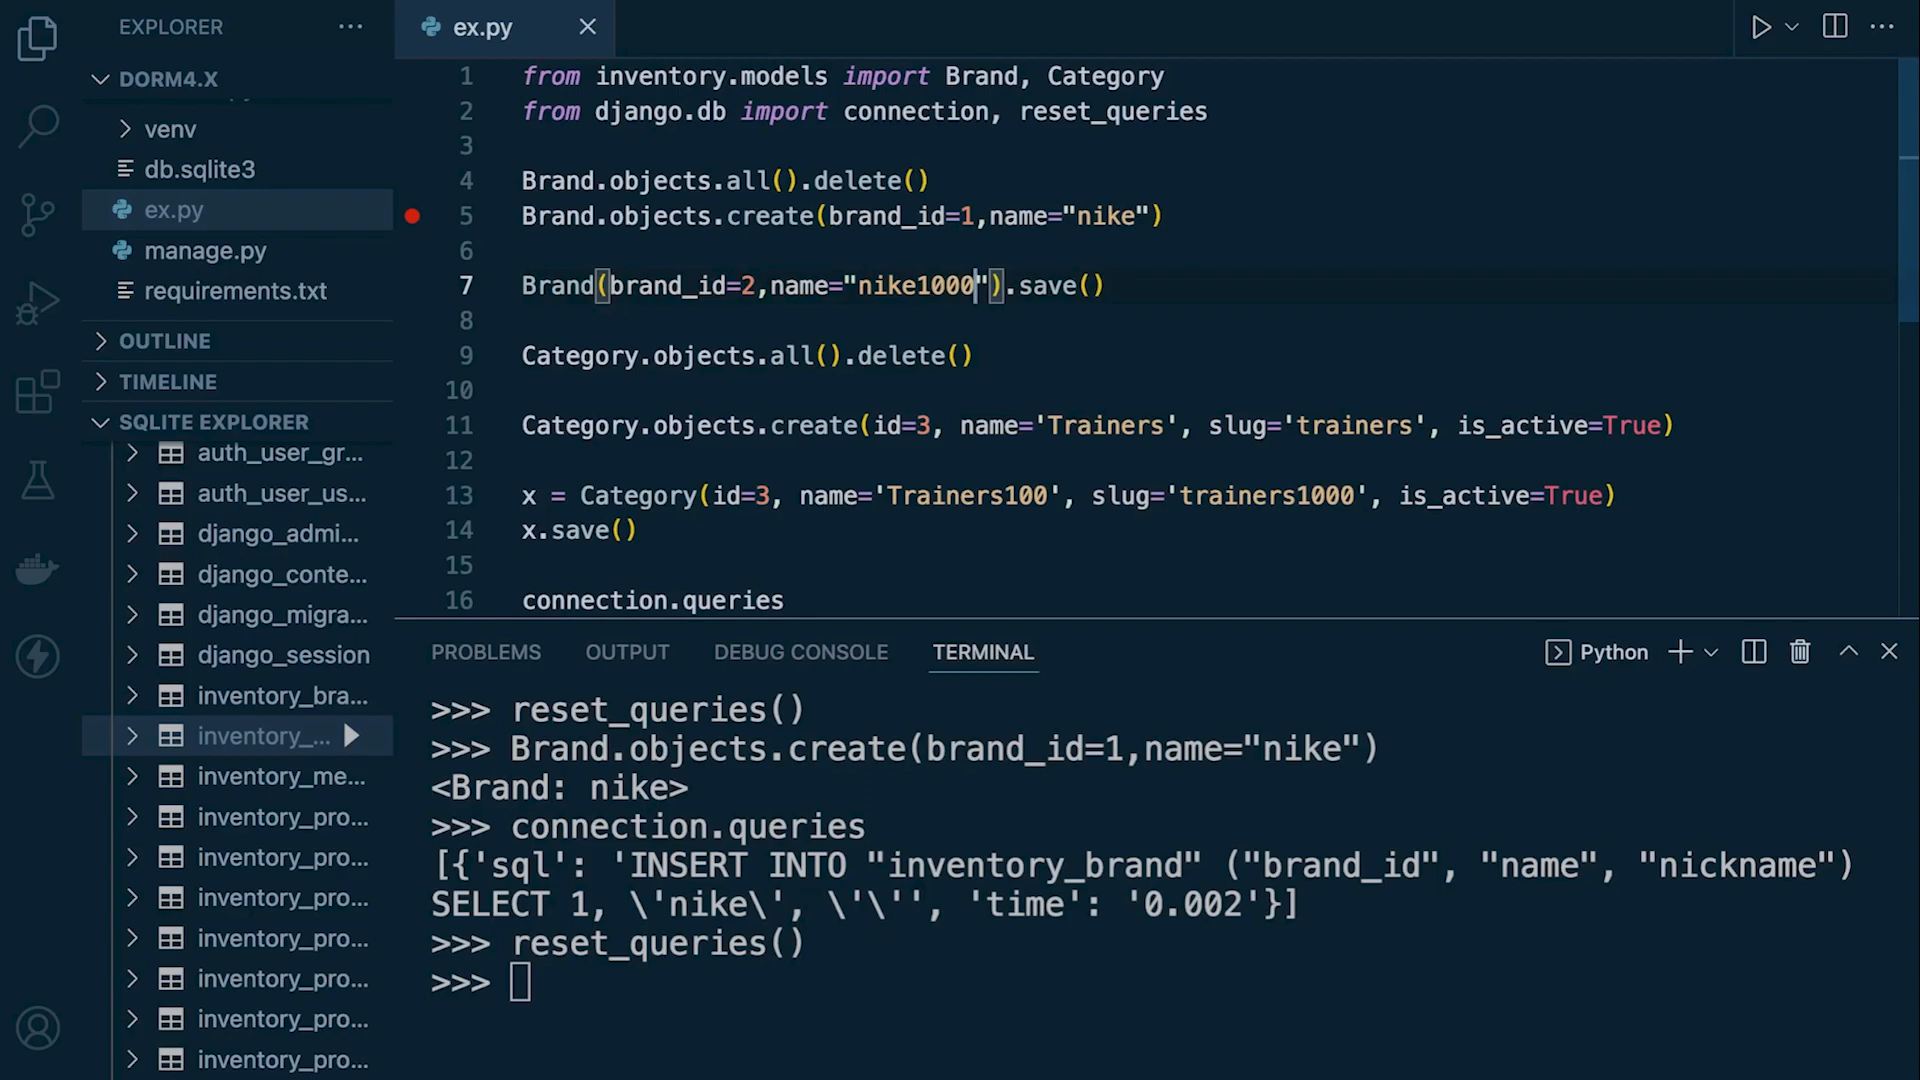 EXPLORER
DORM4.X
venv
db.sqlite3
ex.py
manage.py
requirements.txt
OUTLINE
TIMELINE
SQLITE EXPLORER
auth_user_gr...
auth_user_us...
django_admi...
django_conte...
django_migra...
django_session
inventory_bra...
inventory_...
inventory_me...
inventory_pro...
inventory_pro...
inventory_pro...
inventory_pro...
inventory_pro...
inventory_pro...
inventory_pro...
ex.py
1 from inventory.models import Brand, Category
2 from django.db import connection, reset_queries
3
4 Brand.objects.all().delete()
5 Brand.objects.create(brand_id=1,name="nike")
6
7 Brand(brand_id=2,name="nike1000").save()
8
9 Category.objects.all().delete()
10
11 Category.objects.create(id=3, name='Trainers', slug='trainers', is_active=True)
12
13 x = Category(id=3, name='Trainers100', slug='trainers1000', is_active=True)
14 x.save()
15
16 connection.queries
PROBLEMS OUTPUT DEBUG CONSOLE TERMINAL Python
>>> reset_queries()
>>> Brand.objects.create(brand_id=1,name="nike")
<Brand: nike>
>>> connection.queries
[{'sql': 'INSERT INTO "inventory_brand" ("brand_id", "name", "nickname")
SELECT 1, \'nike\', \'\'', 'time': '0.002'}]
>>> reset_queries()
>>>